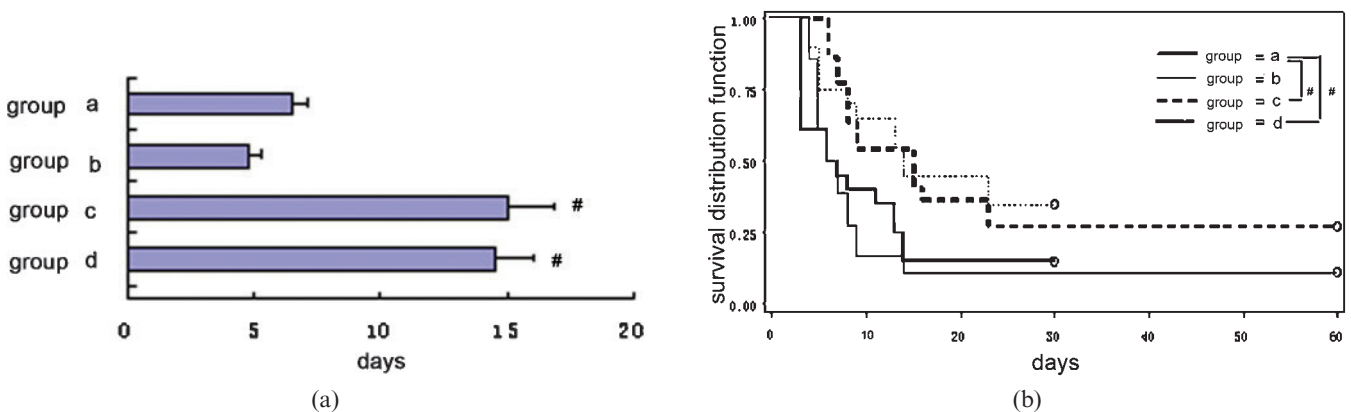 group a
group b
group c #
group d #
0 5 10 15 20
days
(a)
survival distribution function
1.00
0.75
0.50
0.25
0.00
group = a
group = b
group = c
group = d
# #
0 10 20 30 40 50 60
days
(b)